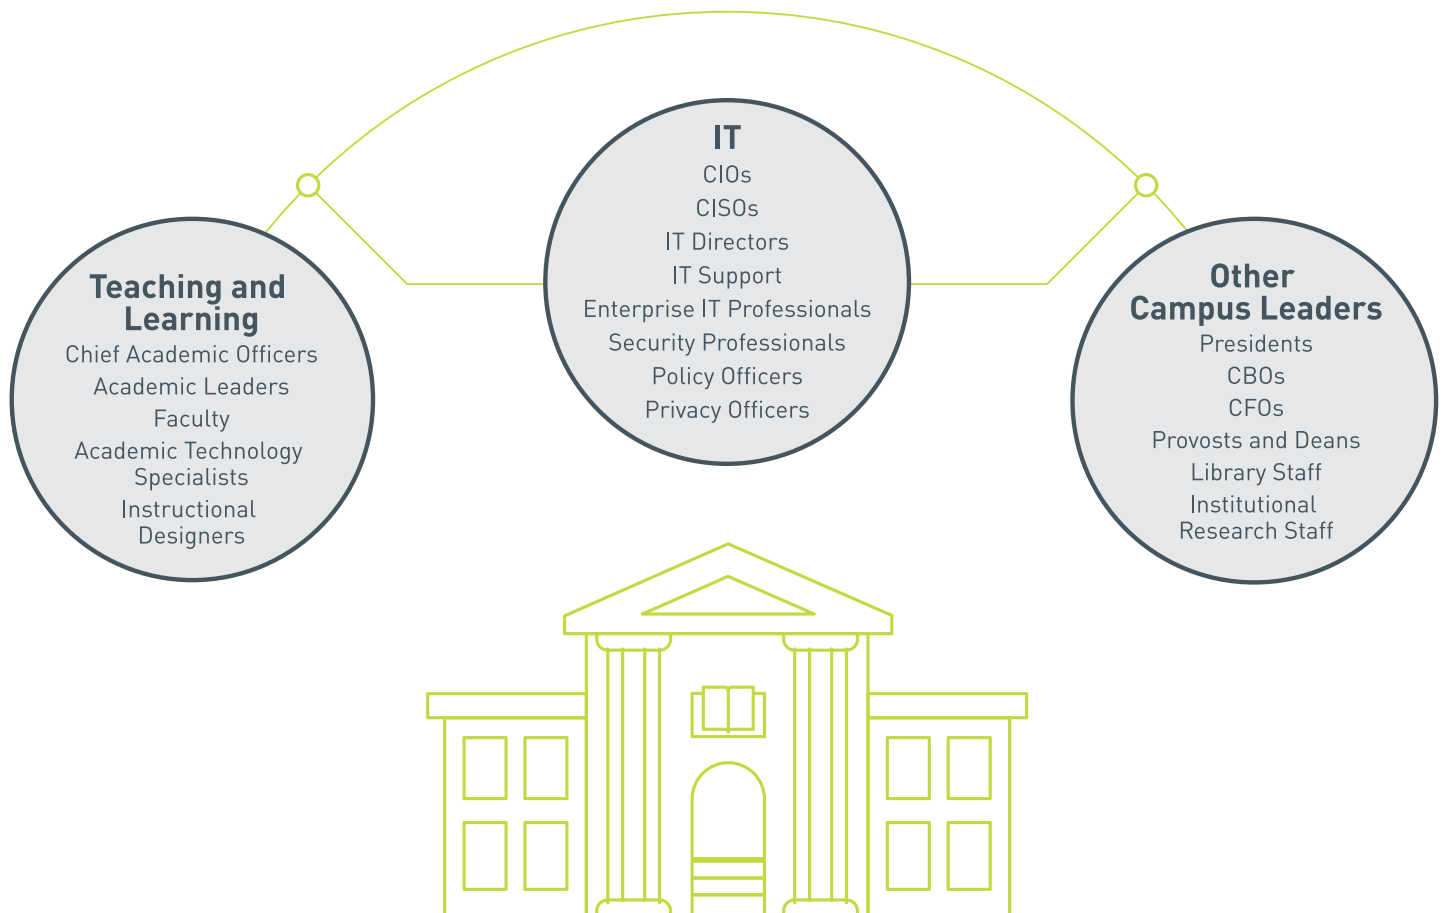 Teaching and
Learning
Chief Academic Officers
Academic Leaders
Faculty
Academic Technology
Specialists
Instructional
Designers
IT
CIOs
CISOs
IT Directors
IT Support
Enterprise IT Professionals
Security Professionals
Policy Officers
Privacy Officers
Other
Campus Leaders
Presidents
CBOs
CFOs
Provosts and Deans
Library Staff
Institutional
Research Staff